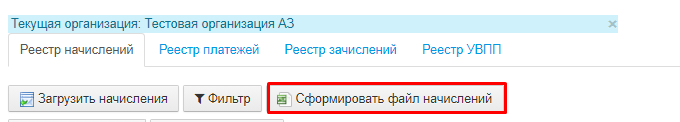 Текущая организация: Тестовая организация АЗ ×
Реестр начислений Реестр платежей Реестр зачислений Реестр УВПП
Загрузить начисления Фильтр Сформировать файл начислений